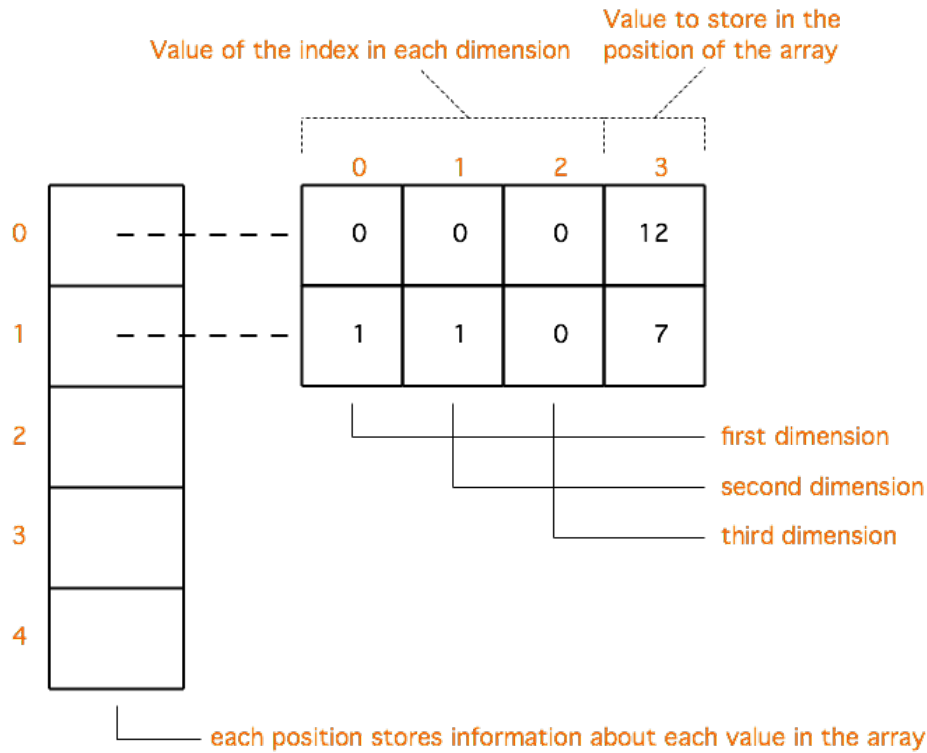 Value to store in the
position of the array
Value of the index in each dimension
0 1 2 3
0 0 0 0 12
1 1 1 0 7
2
first dimension
second dimension
3
third dimension
4
each position stores information about each value in the array